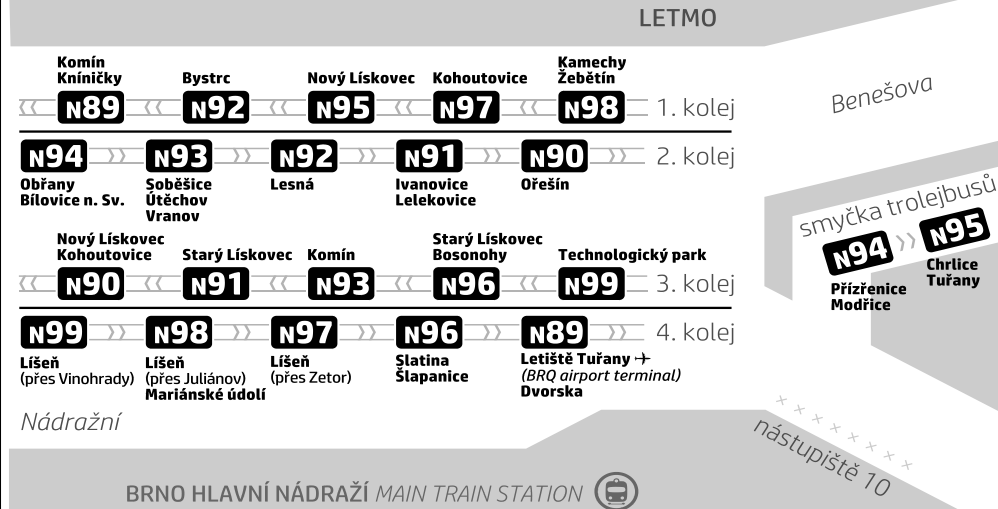 LETMO
Komín
Kníničky
Bystrc
Nový Lískovec
Kohoutovice
Kamechy
Žebětín
N89 N92 N95 N97 N98 1. kolej
Benešova
N94 N93 N92 N91 N90 2. kolej
Obřany
Bílovice n. Sv.
Soběšice
Útěchov
Vranov
Lesná
Ivanovice
Lelekovice
Ořešín
smyčka trolejbusů
N94 N95
Přízřenice
Modřice
Chrlice
Tuřany
Nový Lískovec
Kohoutovice
Starý Lískovec
Komín
Starý Lískovec
Bosonohy
Technologický park
N90 N91 N93 N96 N99 3. kolej
N99 N98 N97 N96 N89 4. kolej
Líšeň
(přes Vinohrady)
Líšeň
(přes Juliánov)
Mariánské údolí
Líšeň
(přes Zetor)
Slatina
Šlapanice
Letiště Tuřany
(BRQ airport terminal)
Dvorska
Nádražní
nástupiště 10
BRNO HLAVNÍ NÁDRAŽÍ MAIN TRAIN STATION